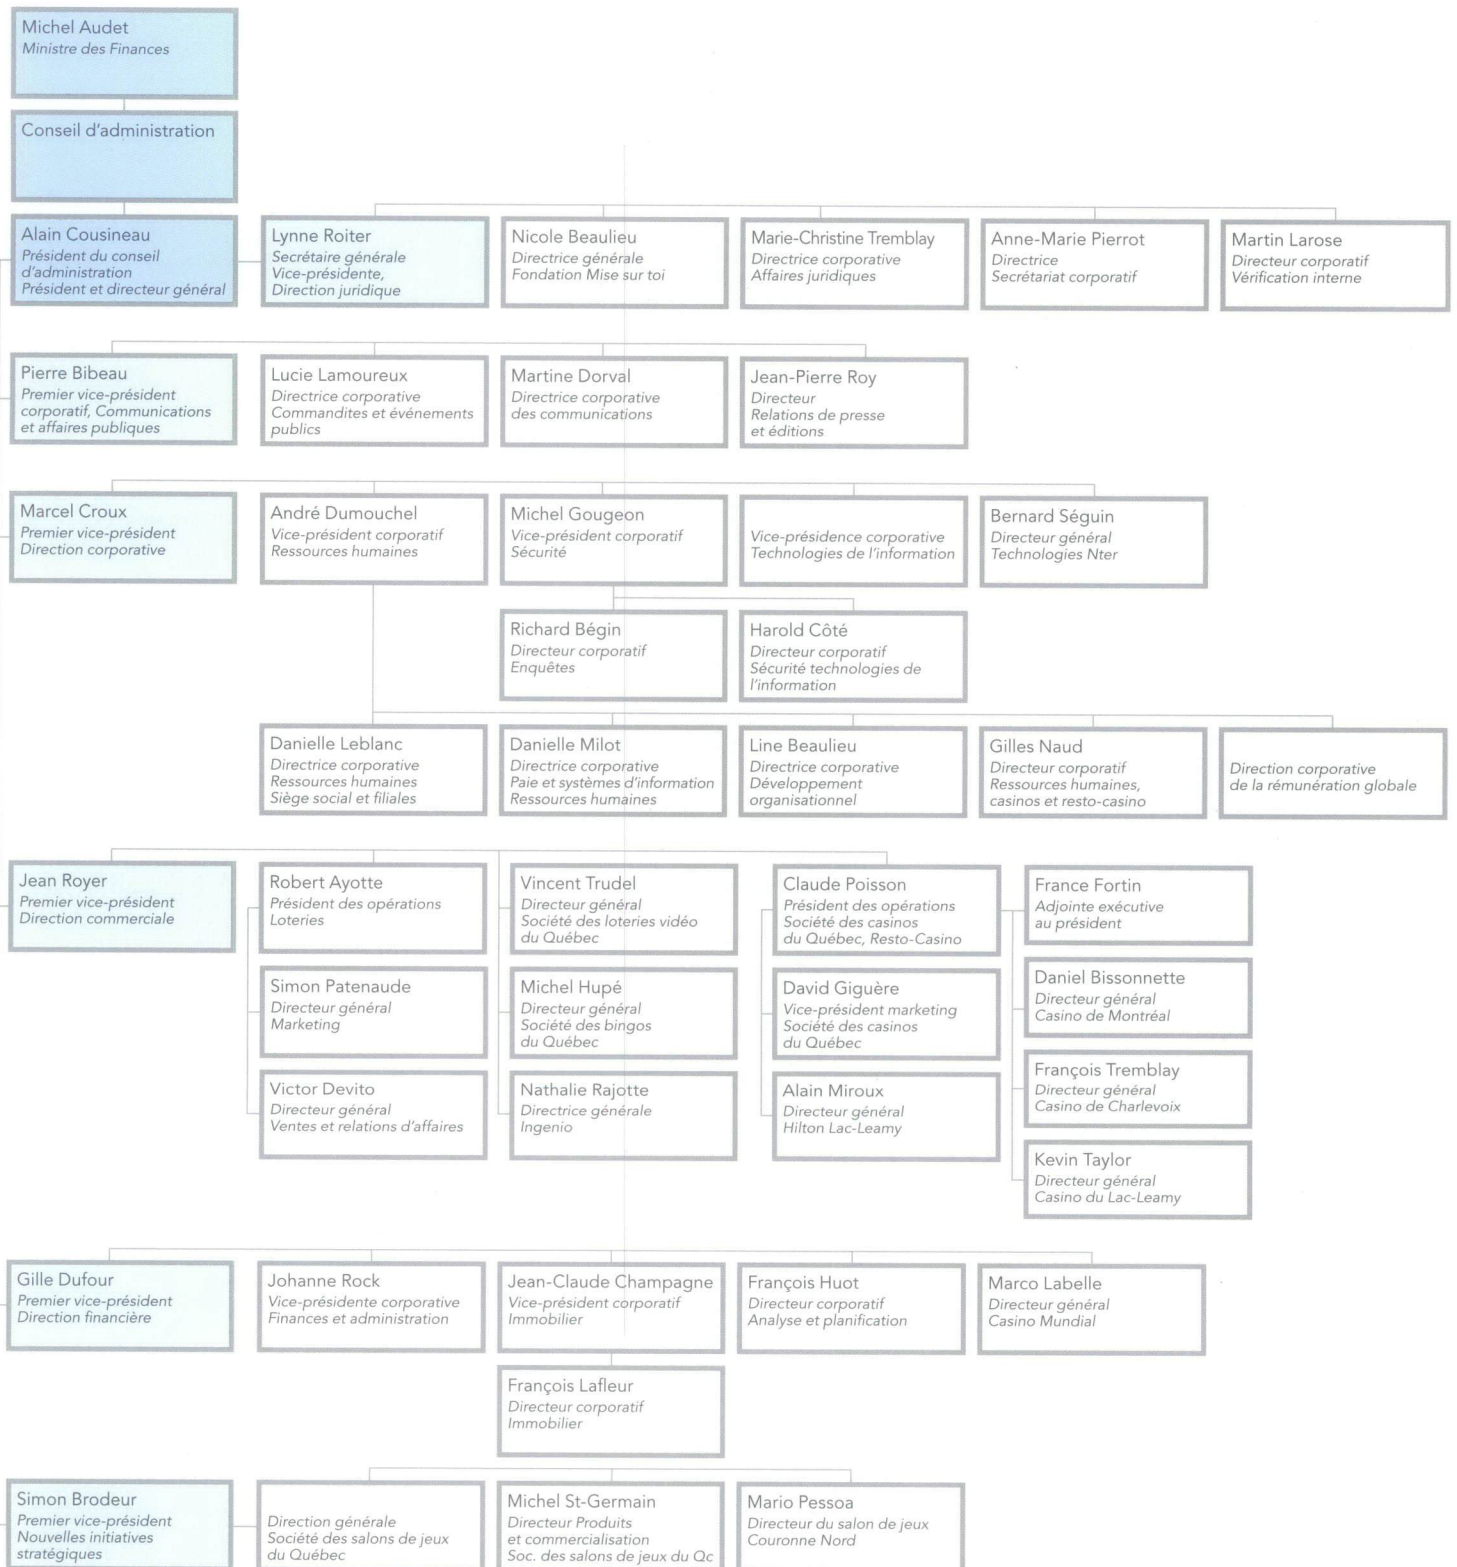 Michel Audet
Ministre des Finances
Conseil d'administration
Alain Cousineau
Président du conseil
d'administration
Président et directeur général
Lynne Roiter
Secrétaire générale
Vice-présidente,
Direction juridique
Nicole Beaulieu
Directrice générale
Fondation Mise sur toi
Marie-Christine Tremblay
Directrice corporative
Affaires juridiques
Anne-Marie Pierrot
Directrice
Secrétariat corporatif
Martin Larose
Directeur corporatif
Vérification interne
Pierre Bibeau
Premier vice-président
corporatif, Communications
et affaires publiques
Lucie Lamoureux
Directrice corporative
Commandites et événements
publics
Martine Dorval
Directrice corporative
des communications
Jean-Pierre Roy
Directeur
Relations de presse
et éditions
Marcel Croux
Premier vice-président
Direction corporative
André Dumouchel
Vice-président corporatif
Ressources humaines
Michel Gougeon
Vice-président corporatif
Sécurité
Vice-présidence corporative
Technologies de l'information
Bernard Séguin
Directeur général
Technologies Nter
Richard Bégin
Directeur corporatif
Enquêtes
Harold Côté
Directeur corporatif
Sécurité technologies de
l'information
Danielle Leblanc
Directrice corporative
Ressources humaines
Siège social et filiales
Danielle Milot
Directrice corporative
Paie et systèmes d'information
Ressources humaines
Line Beaulieu
Directrice corporative
Développement
organisationnel
Gilles Naud
Directeur corporatif
Ressources humaines,
casinos et resto-casino
Direction corporative
de la rémunération globale
Jean Royer
Premier vice-président
Direction commerciale
Robert Ayotte
Président des opérations
Loteries
Simon Patenaude
Directeur général
Marketing
Victor Devito
Directeur général
Ventes et relations d'affaires
Vincent Trudel
Directeur général
Société des loteries vidéo
du Québec
Michel Hupé
Directeur général
Société des bingos
du Québec
Nathalie Rajotte
Directrice générale
Ingenio
Claude Poisson
Président des opérations
Société des casinos
du Québec, Resto-Casino
David Giguère
Vice-président marketing
Société des casinos
du Québec
Alain Miroux
Directeur général
Hilton Lac-Leamy
France Fortin
Adjointe exécutive
au président
Daniel Bissonnette
Directeur général
Casino de Montréal
François Tremblay
Directeur général
Casino de Charlevoix
Kevin Taylor
Directeur général
Casino du Lac-Leamy
Gille Dufour
Premier vice-président
Direction financière
Johanne Rock
Vice-présidente corporative
Finances et administration
Jean-Claude Champagne
Vice-président corporatif
Immobilier
François Huot
Directeur corporatif
Analyse et planification
Marco Labelle
Directeur général
Casino Mundial
François Lafleur
Directeur corporatif
Immobilier
Simon Brodeur
Premier vice-président
Nouvelles initiatives
stratégiques
Direction générale
Société des salons de jeux
du Québec
Michel St-Germain
Directeur Produits
et commercialisation
Soc. des salons de jeux du Qc
Mario Pessoa
Directeur du salon de jeux
Couronne Nord